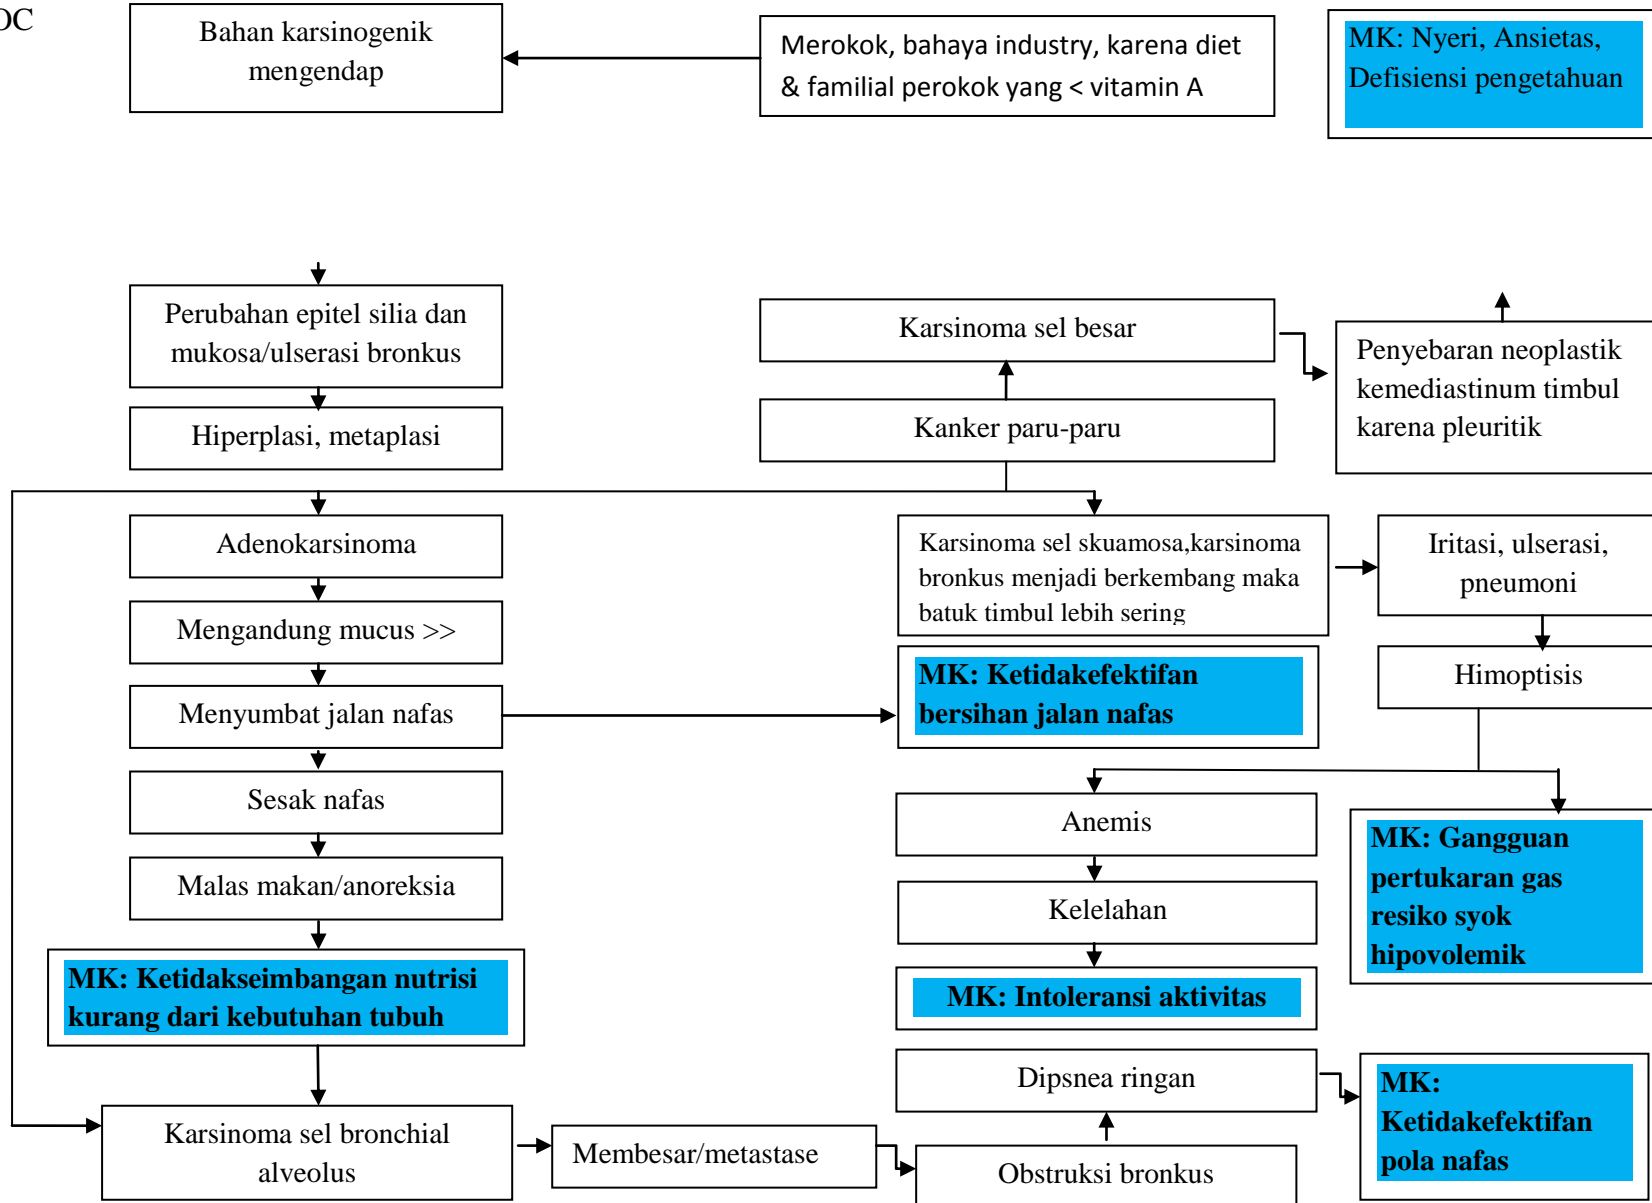 OC
Bahan karsinogenik
mengendap
Merokok, bahaya industry, karena diet
& familial perokok yang < vitamin A
MK: Nyeri, Ansietas,
Defisiensi pengetahuan
Perubahan epitel silia dan
mukosa/ulserasi bronkus
Karsinoma sel besar
Penyebaran neoplastik
kemediastinum timbul
karena pleuritik
Hiperplasi, metaplasi
Kanker paru-paru
Adenokarsinoma
Karsinoma sel skuamosa,karsinoma
bronkus menjadi berkembang maka
batuk timbul lebih sering
Iritasi, ulserasi,
pneumoni
Mengandung mucus >>
Himoptisis
Menyumbat jalan nafas
MK: Ketidakefektifan
bersihan jalan nafas
Sesak nafas
Anemis
MK: Gangguan
pertukaran gas
resiko syok
hipovolemik
Malas makan/anoreksia
Kelelahan
MK: Ketidakseimbangan nutrisi
kurang dari kebutuhan tubuh
MK: Intoleransi aktivitas
Dipsnea ringan
MK:
Ketidakefektifan
pola nafas
Karsinoma sel bronchial
alveolus
Membesar/metastase
Obstruksi bronkus